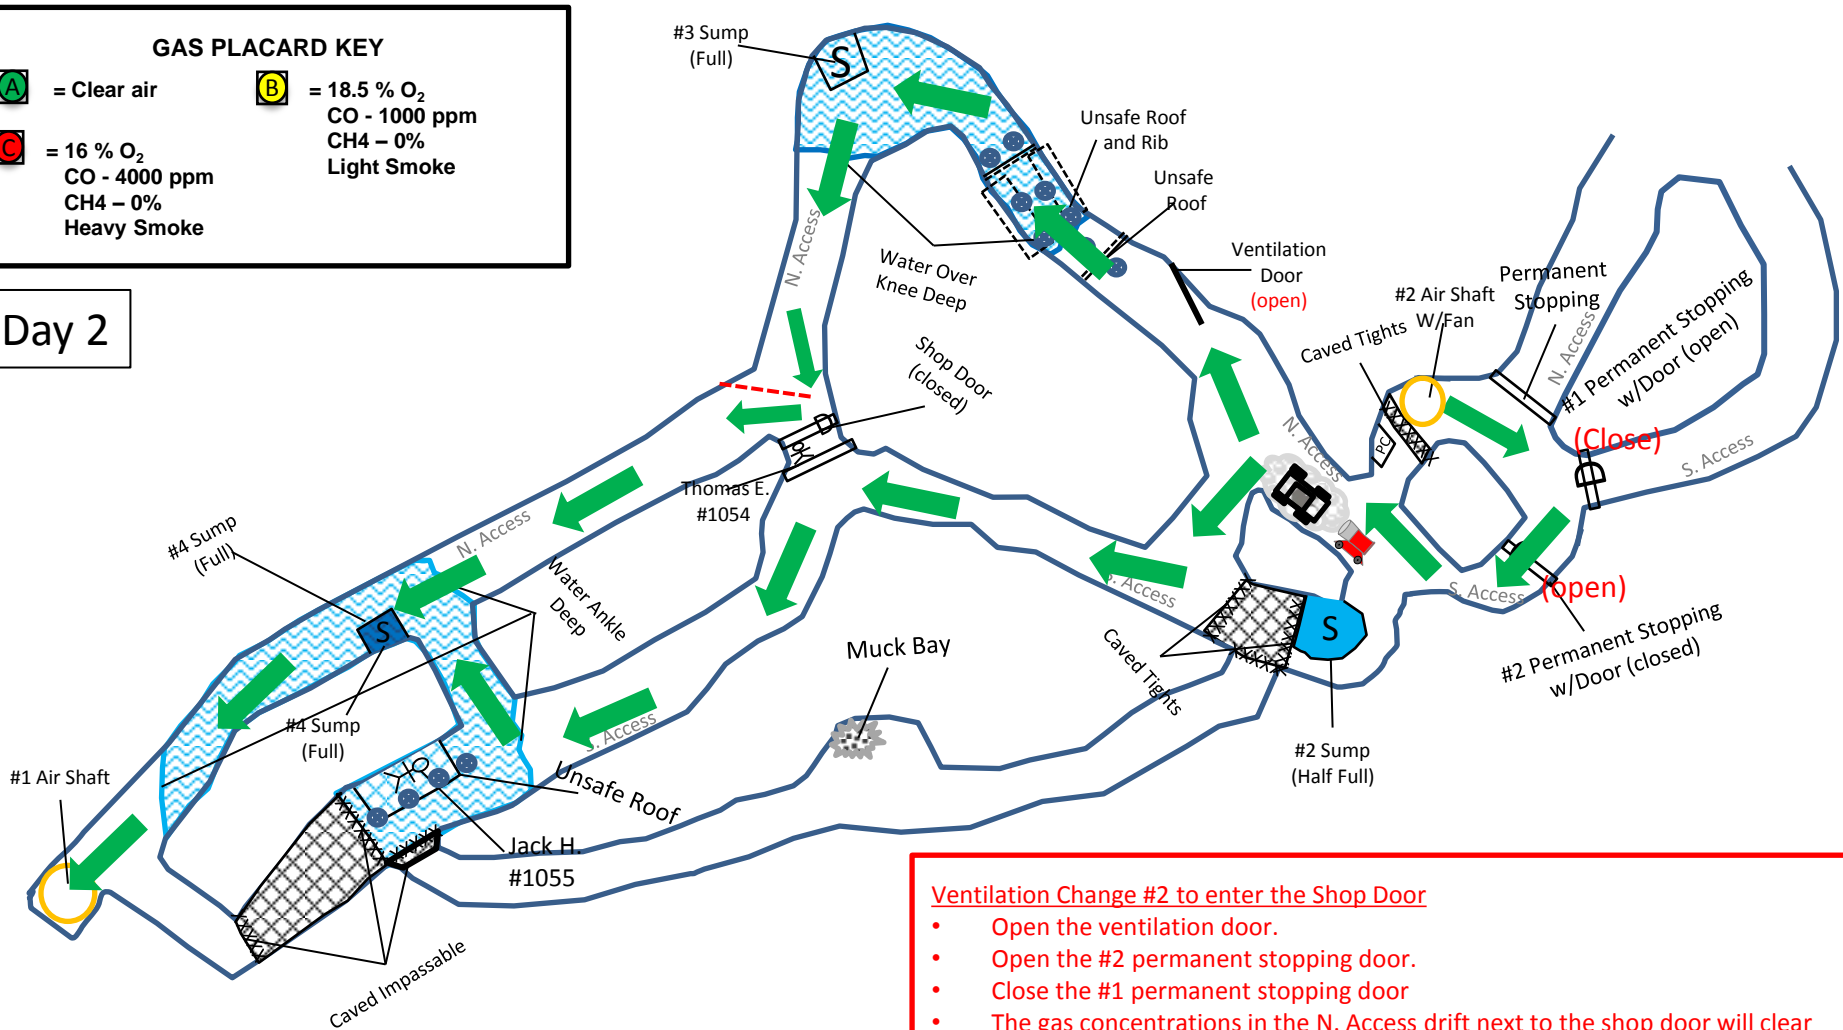 GAS PLACARD KEY
A = Clear air
B = 18.5 % O2
CO - 1000 ppm
CH4 – 0%
Light Smoke
C = 16 % O2
CO - 4000 ppm
CH4 – 0%
Heavy Smoke
Day 2
#3 Sump
(Full)
S
Unsafe Roof
and Rib
Unsafe
Roof
Ventilation
Door
(open)
N. Access
Water Over
Knee Deep
Shop Door
(closed)
D
Thomas E.
#1054
#2 Air Shaft
W/Fan
Permanent
Stopping
Caved Tights
PC
N. Access
#1 Permanent Stopping
w/Door (open)
(Close)
S. Access
N. Access
S. Access
(open)
#2 Permanent Stopping
w/Door (closed)
S. Access
Caved Tights
S
#2 Sump
(Half Full)
Muck Bay
#4 Sump
(Full)
N. Access
Water Ankle
Deep
S
#4 Sump
(Full)
S. Access
Unsafe Roof
Jack H.
#1055
#1 Air Shaft
Caved Impassable
Ventilation Change #2 to enter the Shop Door
• Open the ventilation door.
• Open the #2 permanent stopping door.
• Close the #1 permanent stopping door
• The gas concentrations in the N. Access drift next to the shop door will clear